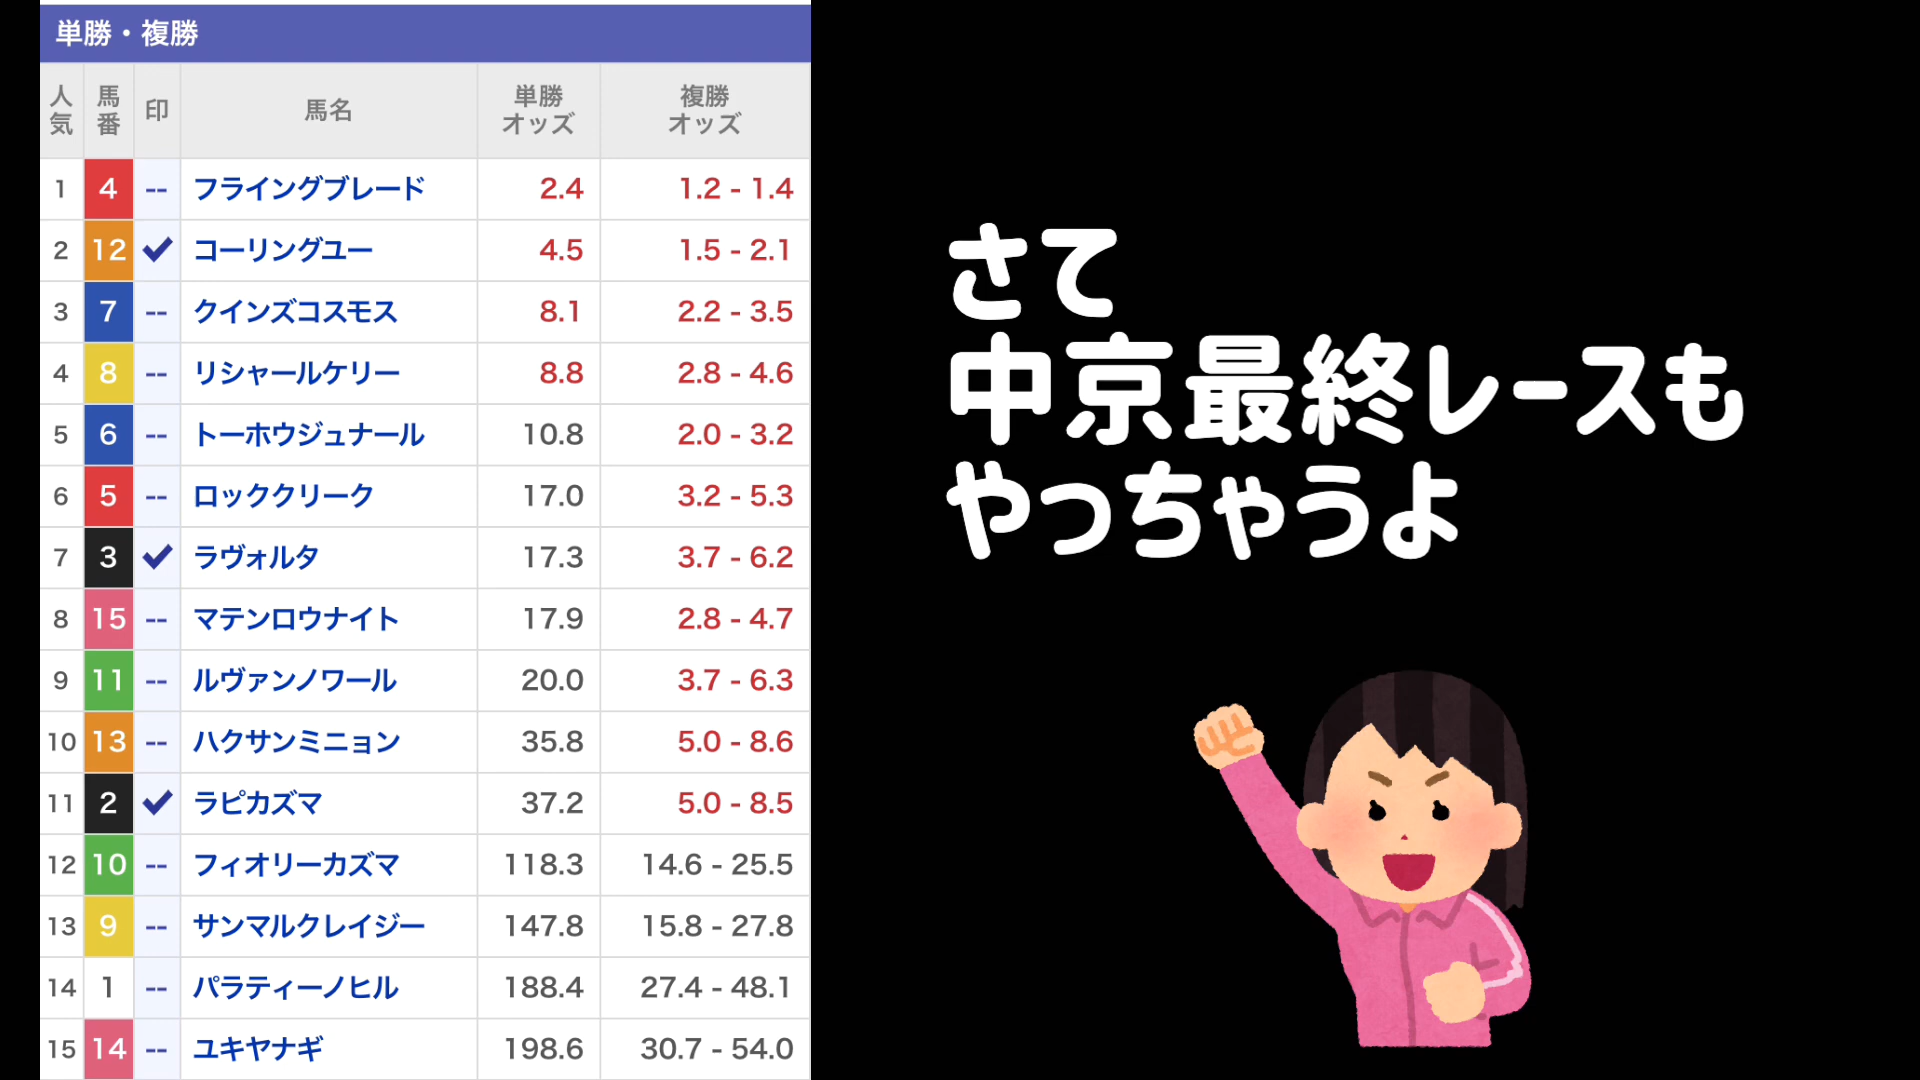 単勝・複勝
人気 馬番 印 馬名 単勝オッズ 複勝オッズ
1 4 -- フライングブレード 2.4 1.2 - 1.4
2 12 ✔ コーリングユー 4.5 1.5 - 2.1
3 7 -- クインズコスモス 8.1 2.2 - 3.5
4 8 -- リシャールケリー 8.8 2.8 - 4.6
5 6 -- トーホウジュナール 10.8 2.0 - 3.2
6 5 -- ロッククリーク 17.0 3.2 - 5.3
7 3 ✔ ラヴォルタ 17.3 3.7 - 6.2
8 15 -- マテンロウナイト 17.9 2.8 - 4.7
9 11 -- ルヴァンノワール 20.0 3.7 - 6.3
10 13 -- ハクサンミニョン 35.8 5.0 - 8.6
11 2 ✔ ラピカズマ 37.2 5.0 - 8.5
12 10 -- フィオリーカズマ 118.3 14.6 - 25.5
13 9 -- サンマルクレイジー 147.8 15.8 - 27.8
14 1 -- パラティーノヒル 188.4 27.4 - 48.1
15 14 -- ユキヤナギ 198.6 30.7 - 54.0
さて
中京最終レースも
やっちゃうよ